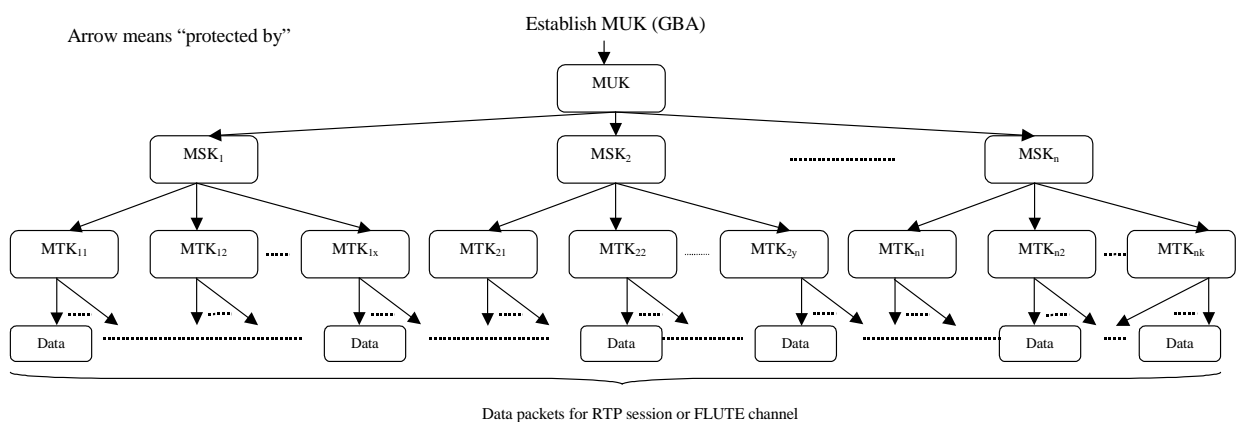 Establish MUK (GBA)
Arrow means “protected by”
MUK
MSK₁ MSK₂ MSKₙ
MTK₁₁ MTK₁₂ MTK₁ₓ MTK₂₁ MTK₂₂ MTK₂y MTKₙ₁ MTKₙ₂ MTKₙₖ
Data Data Data Data Data Data
Data packets for RTP session or FLUTE channel